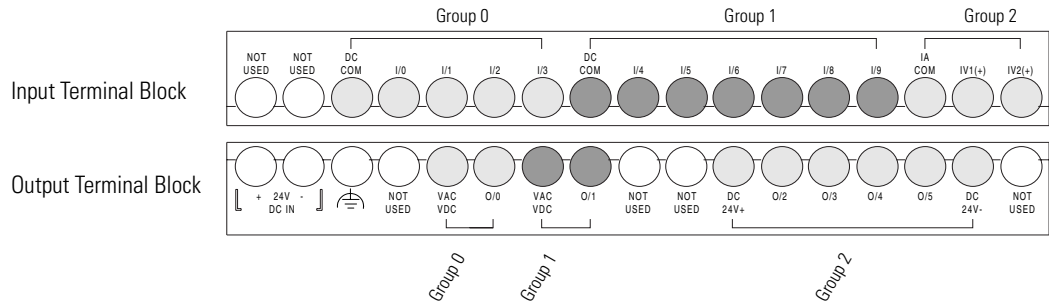 Group 0 Group 1 Group 2
NOT NOT DC DC IA
USED USED COM I/0 I/1 I/2 I/3 COM I/4 I/5 I/6 I/7 I/8 I/9 COM IV1(+) IV2(+)
Input Terminal Block
Output Terminal Block
+ 24V - NOT VAC O/0 VAC O/1 NOT NOT DC O/2 O/3 O/4 O/5 DC NOT
DC IN USED VDC VDC USED USED 24V+ 24V- USED
Group 0 Group 1 Group 2